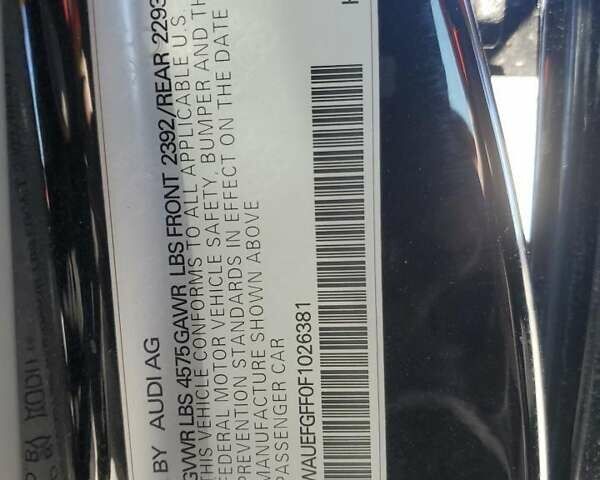 BY AUDI AG
GVWR LBS 4575 GAWR LBS FRONT 2392/REAR 2293
THIS VEHICLE CONFORMS TO ALL APPLICABLE U.S.
FEDERAL MOTOR VEHICLE SAFETY, BUMPER AND TH
PREVENTION STANDARDS IN EFFECT ON THE DATE
MANUFACTURE SHOWN ABOVE
PASSENGER CAR
WAUEFGFF0F1026381